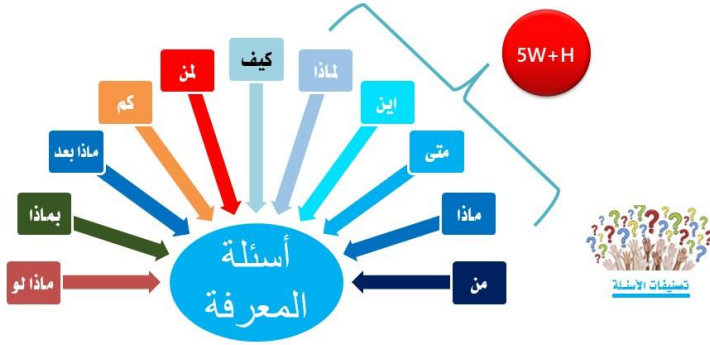 5W+H
كيف
لماذا
لمن
اين
كم
متى
ماذا بعد
ماذا
بماذا
من
ماذا لو
أسئلة
المعرفة
تصنيفات الأسئلة